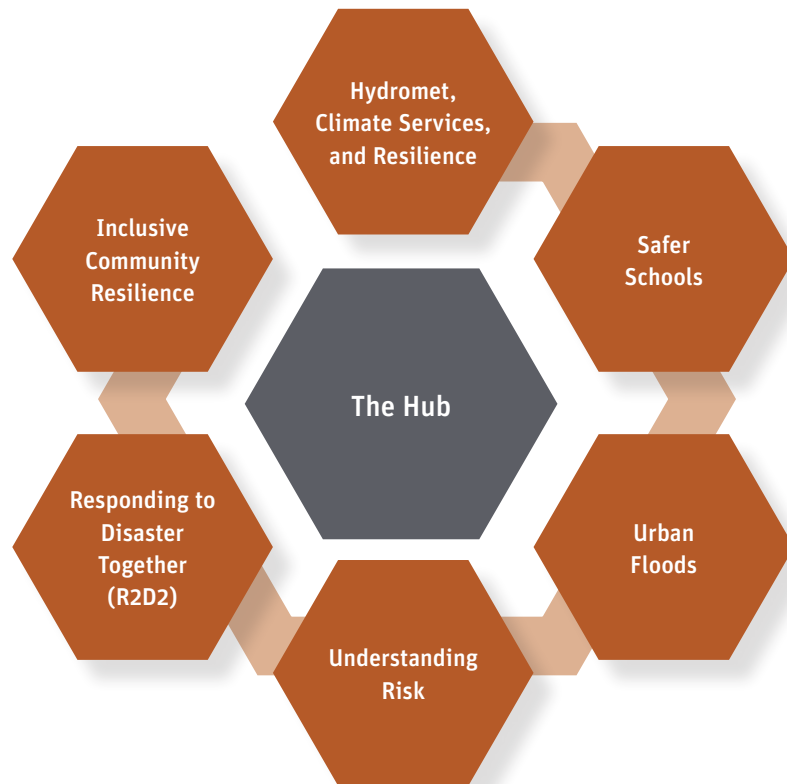 Hydromet,
Climate Services,
and Resilience
Inclusive
Community
Resilience
Safer
Schools
The Hub
Responding to
Disaster
Together
(R2D2)
Urban
Floods
Understanding
Risk